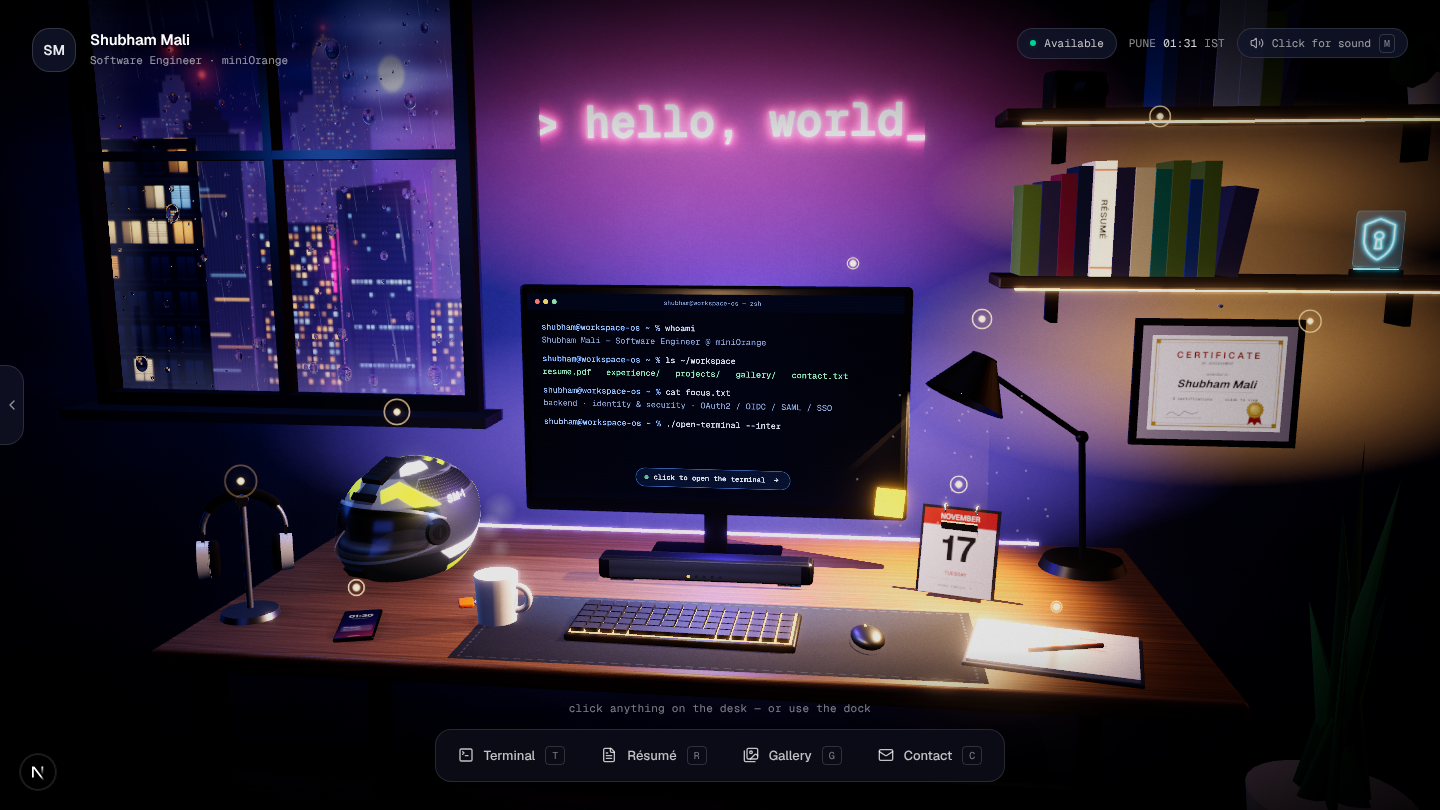 SM
Shubham Mali
Software Engineer · miniOrange
Available
PUNE 01:31 IST
Click for sound M
> hello, world_
RÉSUMÉ
shubham@workspace-os — zsh
shubham@workspace-os ~ % whoami
Shubham Mali — Software Engineer @ miniOrange
shubham@workspace-os ~ % ls ~/workspace
resume.pdf experience/ projects/ gallery/ contact.txt
shubham@workspace-os ~ % cat focus.txt
backend · identity & security · OAuth2 / OIDC / SAML / SSO
shubham@workspace-os ~ % ./open-terminal --inter
click to open the terminal →
CERTIFICATE
Shubham Mali
SM-1
NOVEMBER
17
TUESDAY
01:30
click anything on the desk — or use the dock
Terminal T
Résumé R
Gallery G
Contact C
N